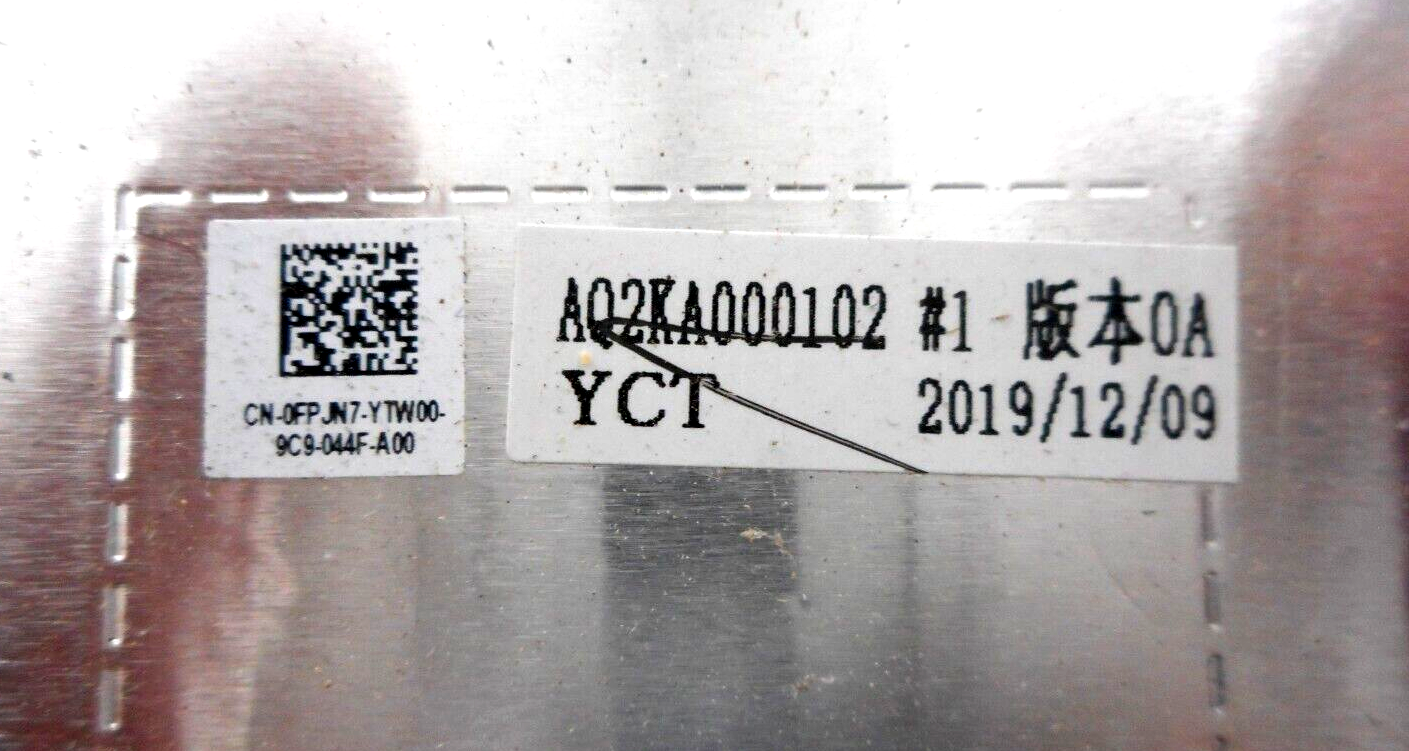 CN-0FPJN7-YTW00-
9C9-044F-A00
AQ2KA000102 #1 版本0A
YCT 2019/12/09